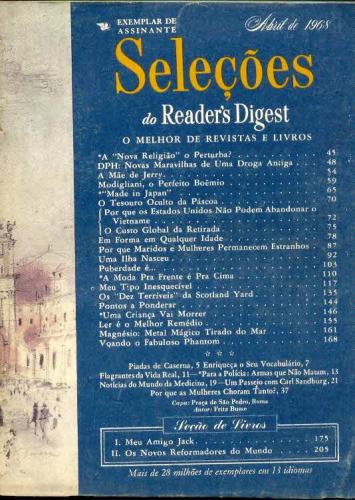 EXEMPLAR DE
ASSINANTE
Abril de 1968
Seleções
do Reader's Digest
O MELHOR DE REVISTAS E LIVROS
*A "Nova Religião" o Perturba? 45
DPH: Novas Maravilhas de Uma Droga Antiga 48
A Mãe de Jerry 54
Modigliani, o Perfeito Boêmio 59
*"Made in Japan" 65
O Tesouro Oculto da Páscoa 70
Por que os Estados Unidos Não Podem Abandonar o
Vietname 72
O Custo Global da Retirada 75
Em Forma em Qualquer Idade 78
Por que Maridos e Mulheres Permanecem Estranhos 87
Uma Ilha Nasceu 92
Puberdade é... 103
*A Moda Pra Frente é Pra Cima 110
Meu Tipo Inesquecível 117
Os "Dez Terríveis" da Scotland Yard 135
Pontos a Ponderar 144
*Uma Criança Vai Morrer 146
Ler é o Melhor Remédio 155
Magnésio: Metal Mágico Tirado do Mar 161
Voando o Fabuloso Phantom 168
* * *
Piadas de Caserna, 5 Enriqueça o Seu Vocabulário, 7
Flagrantes da Vida Real, 11—*Para a Polícia: Armas que Não Matam, 13
Notícias do Mundo da Medicina, 19—Um Passeio com Carl Sandburg, 21
Por que as Mulheres Choram Tanto?, 37
Capa: Praça de São Pedro, Roma
Autor: Fritz Busse
Seção de Livros
I. Meu Amigo Jack 175
II. Os Novos Reformadores do Mundo 205
Mais de 28 milhões de exemplares em 13 idiomas